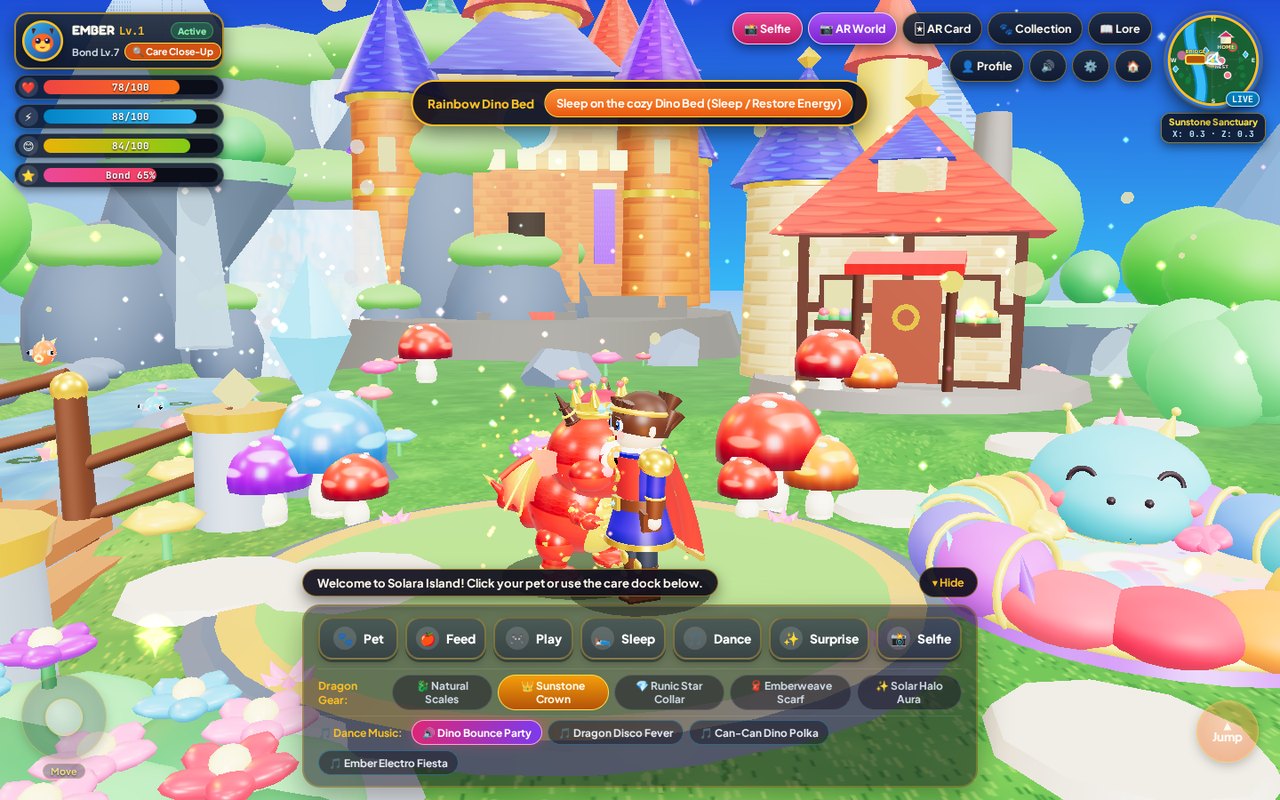 EMBER Lv.1 Active
Bond Lv.7 Care Close-Up
78/100
88/100
84/100
Bond 65%
Rainbow Dino Bed Sleep on the cozy Dino Bed (Sleep / Restore Energy)
Selfie AR World AR Card Collection Lore
Profile
N
W
E
S
HOME
LIVE
Sunstone Sanctuary
X: 0.3 · Z: 0.3
Welcome to Solara Island! Click your pet or use the care dock below.
▾ Hide
Pet Feed Play Sleep Dance Surprise Selfie
Dragon Gear:
Natural Scales
Sunstone Crown
Runic Star Collar
Emberweave Scarf
Solar Halo Aura
Dance Music: Dino Bounce Party Dragon Disco Fever Can-Can Dino Polka
Ember Electro Fiesta
Move
▲
Jump